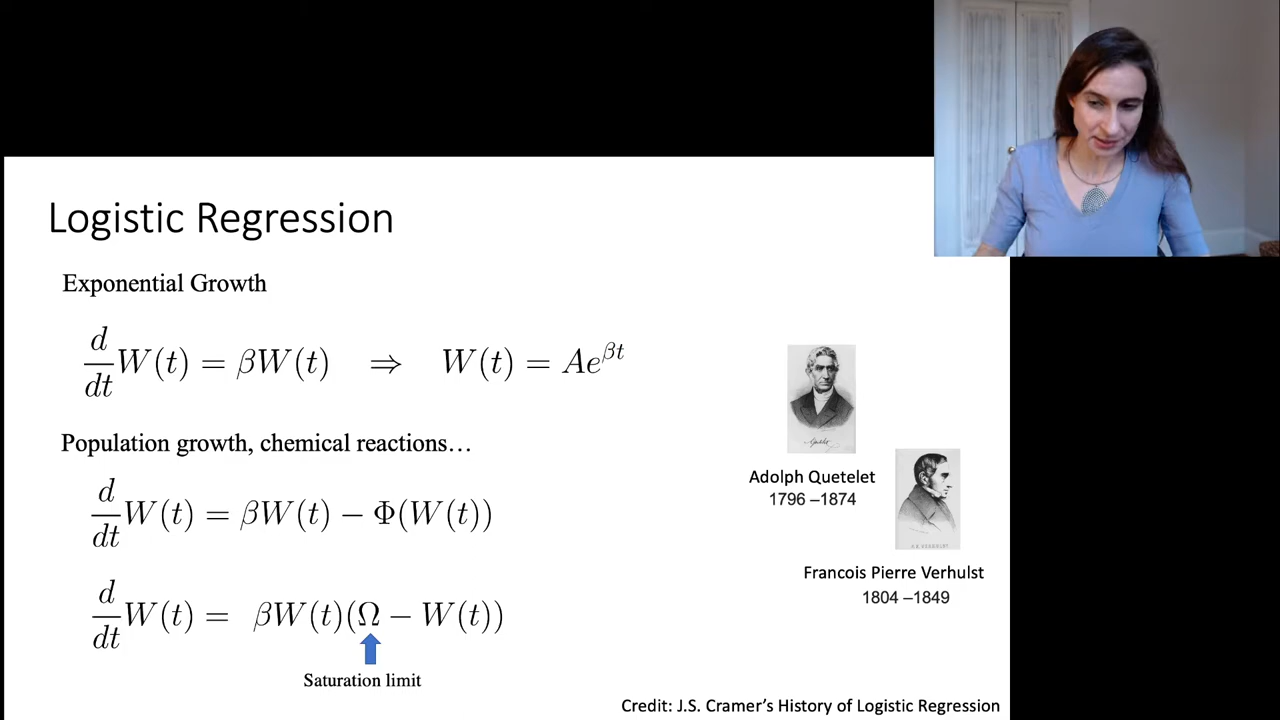 Logistic Regression
Exponential Growth
d/dt W(t) = βW(t) ⇒ W(t) = Ae^{βt}
Population growth, chemical reactions…
d/dt W(t) = βW(t) − Φ(W(t))
d/dt W(t) = βW(t)(Ω − W(t))
Saturation limit
Adolph Quetelet
1796 –1874
Francois Pierre Verhulst
1804 –1849
Credit: J.S. Cramer’s History of Logistic Regression